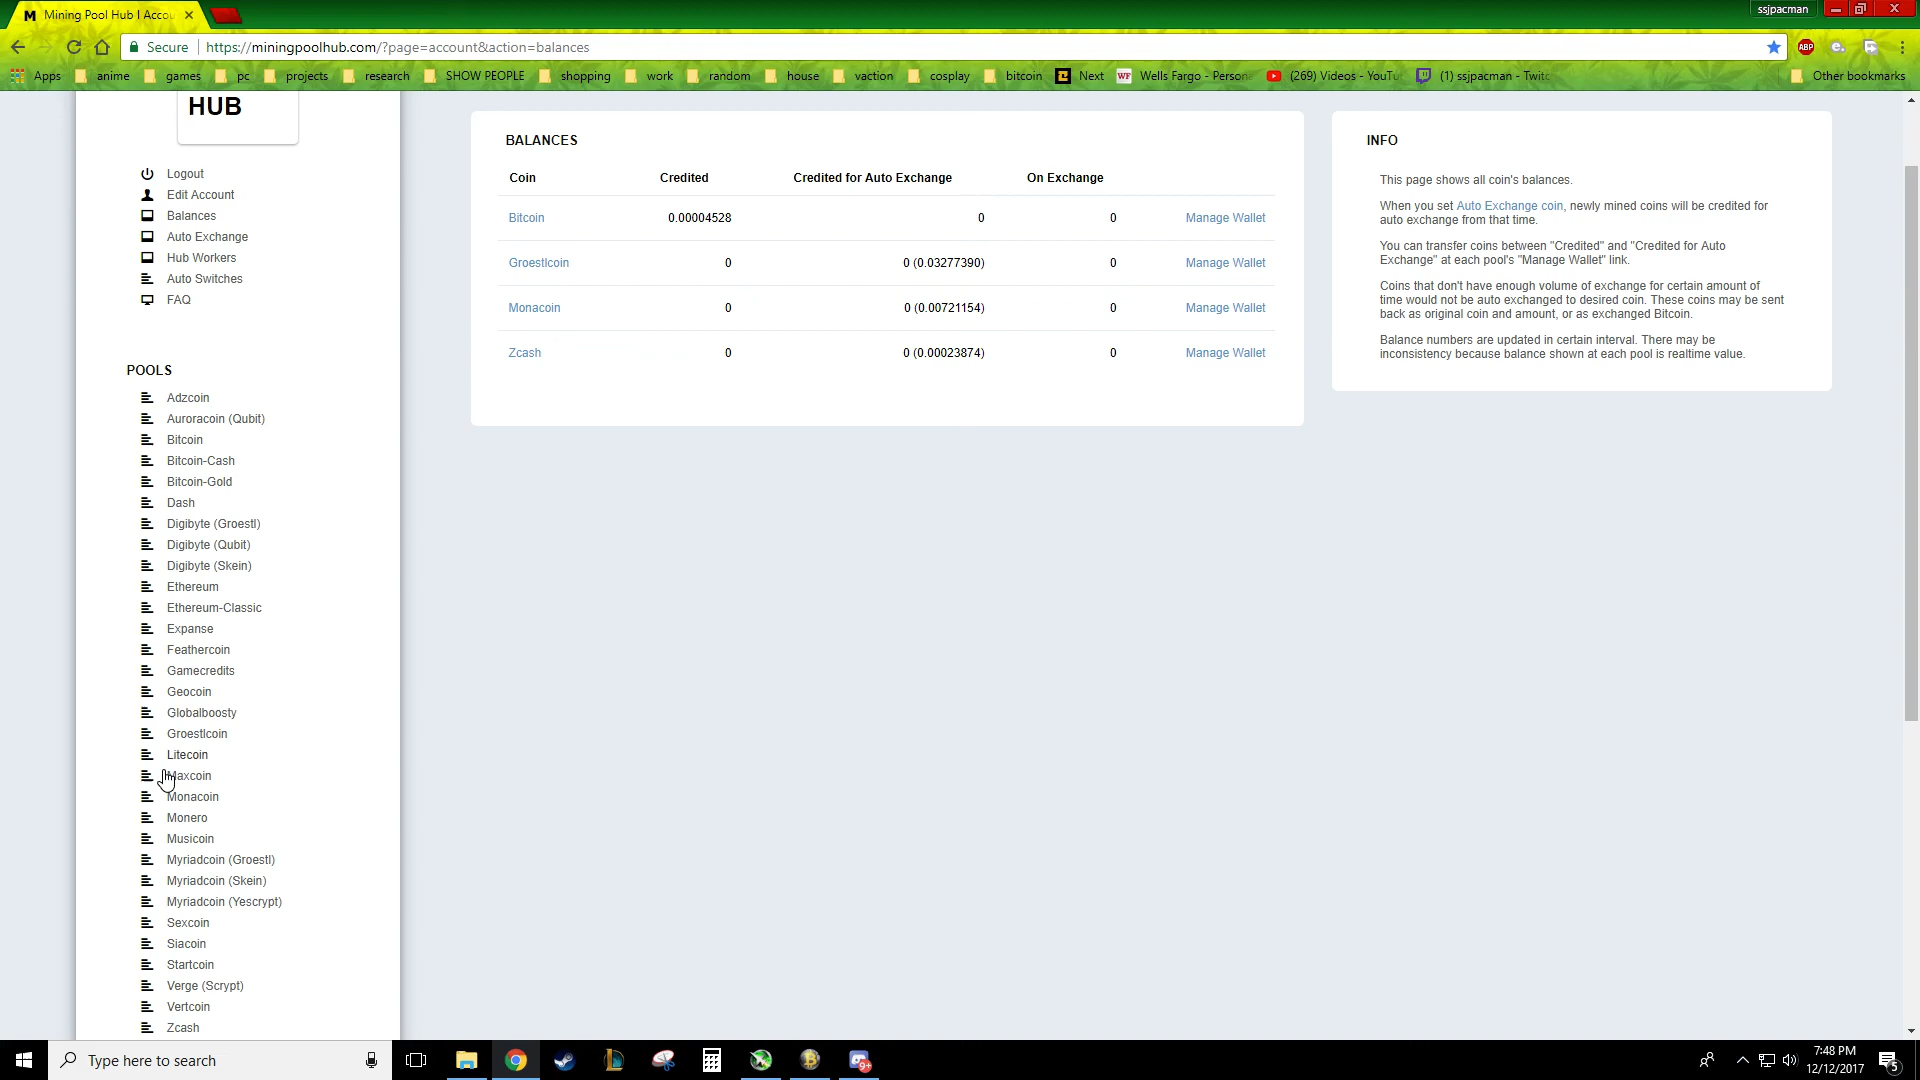 Mining Pool Hub | Accou
ssjpacman
Secure https://miningpoolhub.com/?page=account&action=balances
ABP
Apps anime games pc projects research SHOW PEOPLE shopping work random house vaction cosplay bitcoin Next WF Wells Fargo - Persona (269) Videos - YouTu (1) ssjpacman - Twitc Other bookmarks
HUB
Logout
Edit Account
Balances
Auto Exchange
Hub Workers
Auto Switches
FAQ
POOLS
Adzcoin
Auroracoin (Qubit)
Bitcoin
Bitcoin-Cash
Bitcoin-Gold
Dash
Digibyte (Groestl)
Digibyte (Qubit)
Digibyte (Skein)
Ethereum
Ethereum-Classic
Expanse
Feathercoin
Gamecredits
Geocoin
Globalboosty
Groestlcoin
Litecoin
Maxcoin
Monacoin
Monero
Musicoin
Myriadcoin (Groestl)
Myriadcoin (Skein)
Myriadcoin (Yescrypt)
Sexcoin
Siacoin
Startcoin
Verge (Scrypt)
Vertcoin
Zcash
BALANCES
Coin Credited Credited for Auto Exchange On Exchange
Bitcoin 0.00004528 0 0 Manage Wallet
Groestlcoin 0 0 (0.03277390) 0 Manage Wallet
Monacoin 0 0 (0.00721154) 0 Manage Wallet
Zcash 0 0 (0.00023874) 0 Manage Wallet
INFO
This page shows all coin's balances.
When you set Auto Exchange coin, newly mined coins will be credited for
auto exchange from that time.
You can transfer coins between "Credited" and "Credited for Auto
Exchange" at each pool's "Manage Wallet" link.
Coins that don't have enough volume of exchange for certain amount of
time would not be auto exchanged to desired coin. These coins may be sent
back as original coin and amount, or as exchanged Bitcoin.
Balance numbers are updated in certain interval. There may be
inconsistency because balance shown at each pool is realtime value.
Type here to search
9+
7:48 PM
12/12/2017
5